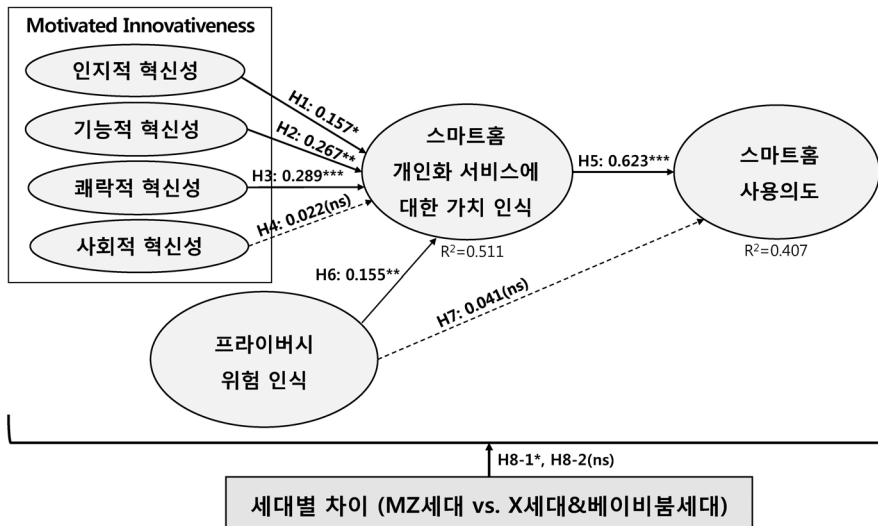 Motivated Innovativeness
인지적 혁신성
기능적 혁신성
쾌락적 혁신성
사회적 혁신성
H1: 0.157*
H2: 0.267**
H3: 0.289***
H4: 0.022(ns)
스마트홈
개인화 서비스에
대한 가치 인식
R²=0.511
H5: 0.623***
스마트홈
사용의도
R²=0.407
H6: 0.155**
H7: 0.041(ns)
프라이버시
위험 인식
H8-1*, H8-2(ns)
세대별 차이 (MZ세대 vs. X세대&베이비붐세대)